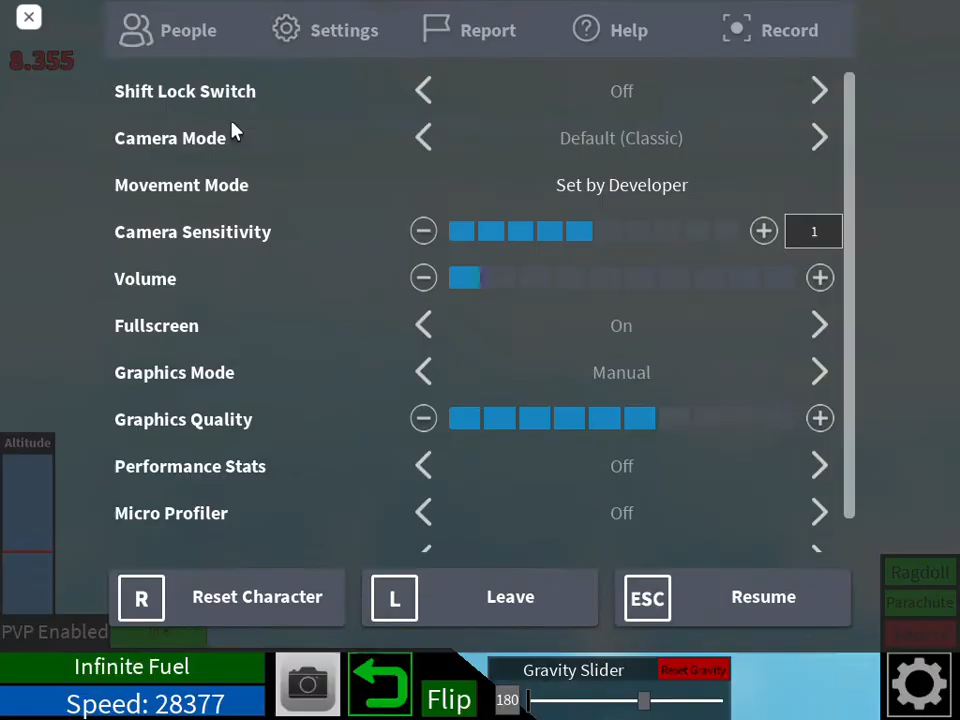 People Settings Report Help Record
8.355
Shift Lock Switch Off
Camera Mode Default (Classic)
Movement Mode Set by Developer
Camera Sensitivity 1
Volume
Fullscreen On
Graphics Mode Manual
Graphics Quality
Altitude
Performance Stats Off
Micro Profiler Off
Ragdoll
R Reset Character L Leave ESC Resume
Parachute
PVP Enabled
Infinite Fuel
Gravity Slider Reset Gravity
Speed: 28377
Flip
180